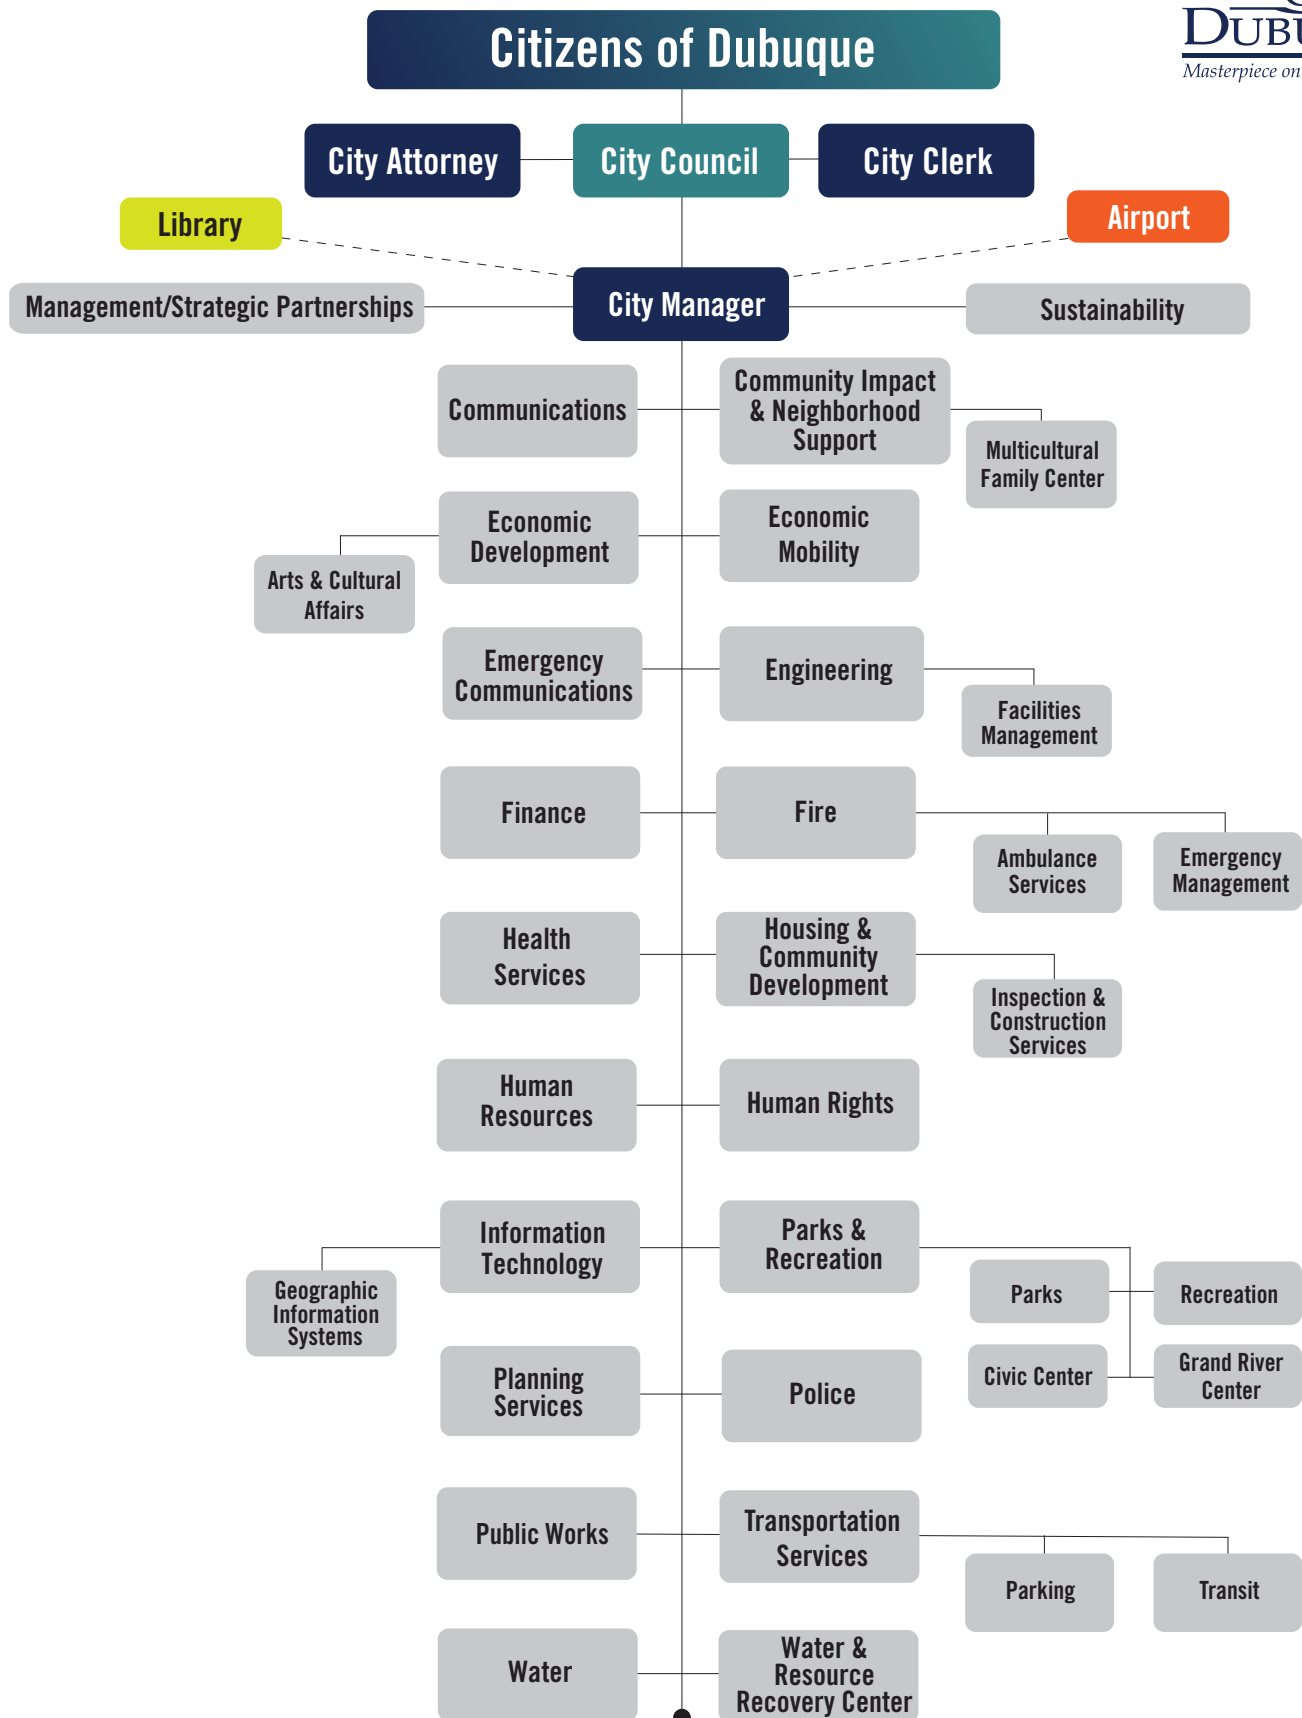 Citizens of Dubuque
Masterpiece on
City Attorney
City Council
City Clerk
Library
Airport
Management/Strategic Partnerships
City Manager
Sustainability
Communications
Community Impact
& Neighborhood
Support
Multicultural
Family Center
Economic
Development
Economic
Mobility
Arts & Cultural
Affairs
Emergency
Communications
Engineering
Facilities
Management
Finance
Fire
Ambulance
Services
Emergency
Management
Health
Services
Housing &
Community
Development
Inspection &
Construction
Services
Human
Resources
Human Rights
Information
Technology
Parks &
Recreation
Geographic
Information
Systems
Parks
Recreation
Civic Center
Grand River
Center
Planning
Services
Police
Public Works
Transportation
Services
Parking
Transit
Water
Water &
Resource
Recovery Center